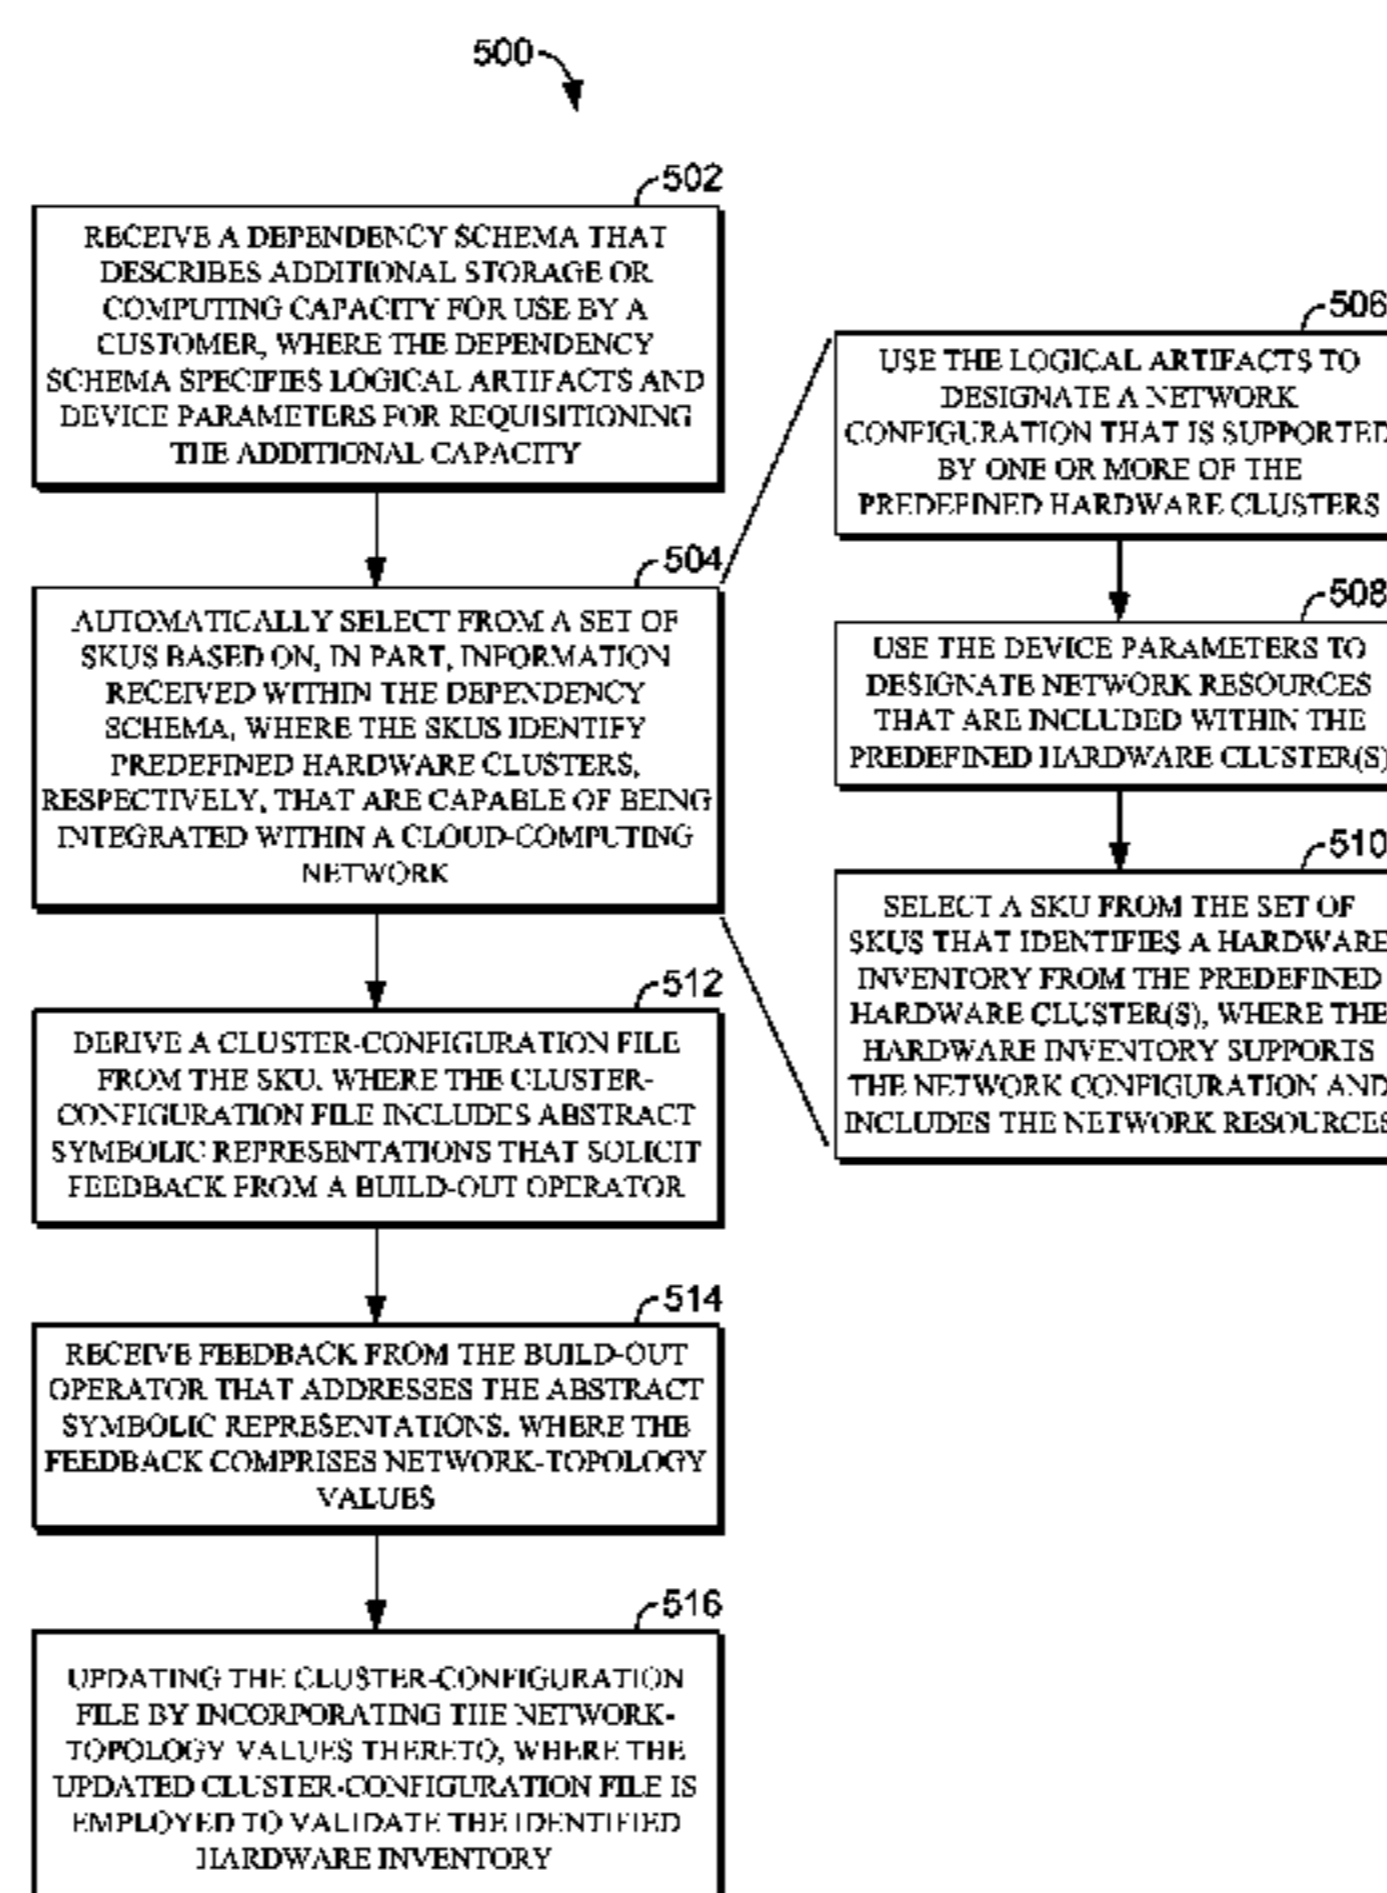 500
502
RECEIVE A DEPENDENCY SCHEMA THAT
DESCRIBES ADDITIONAL STORAGE OR
COMPUTING CAPACITY FOR USE BY A
CUSTOMER, WHERE THE DEPENDENCY
SCHEMA SPECIFIES LOGICAL ARTIFACTS AND
DEVICE PARAMETERS FOR REQUISITIONING
THE ADDITIONAL CAPACITY
504
AUTOMATICALLY SELECT FROM A SET OF
SKUS BASED ON, IN PART, INFORMATION
RECEIVED WITHIN THE DEPENDENCY
SCHEMA, WHERE THE SKUS IDENTIFY
PREDEFINED HARDWARE CLUSTERS,
RESPECTIVELY, THAT ARE CAPABLE OF BEING
INTEGRATED WITHIN A CLOUD-COMPUTING
NETWORK
506
USE THE LOGICAL ARTIFACTS TO
DESIGNATE A NETWORK
CONFIGURATION THAT IS SUPPORTED
BY ONE OR MORE OF THE
PREDEFINED HARDWARE CLUSTERS
508
USE THE DEVICE PARAMETERS TO
DESIGNATE NETWORK RESOURCES
THAT ARE INCLUDED WITHIN THE
PREDEFINED HARDWARE CLUSTER(S)
510
SELECT A SKU FROM THE SET OF
SKUS THAT IDENTIFIES A HARDWARE
INVENTORY FROM THE PREDEFINED
HARDWARE CLUSTER(S), WHERE THE
HARDWARE INVENTORY SUPPORTS
THE NETWORK CONFIGURATION AND
INCLUDES THE NETWORK RESOURCES
512
DERIVE A CLUSTER-CONFIGURATION FILE
FROM THE SKU, WHERE THE CLUSTER-
CONFIGURATION FILE INCLUDES ABSTRACT
SYMBOLIC REPRESENTATIONS THAT SOLICIT
FEEDBACK FROM A BUILD-OUT OPERATOR
514
RECEIVE FEEDBACK FROM THE BUILD-OUT
OPERATOR THAT ADDRESSES THE ABSTRACT
SYMBOLIC REPRESENTATIONS, WHERE THE
FEEDBACK COMPRISES NETWORK-TOPOLOGY
VALUES
516
UPDATING THE CLUSTER-CONFIGURATION
FILE BY INCORPORATING THE NETWORK-
TOPOLOGY VALUES THERETO, WHERE THE
UPDATED CLUSTER-CONFIGURATION FILE IS
EMPLOYED TO VALIDATE THE IDENTIFIED
HARDWARE INVENTORY